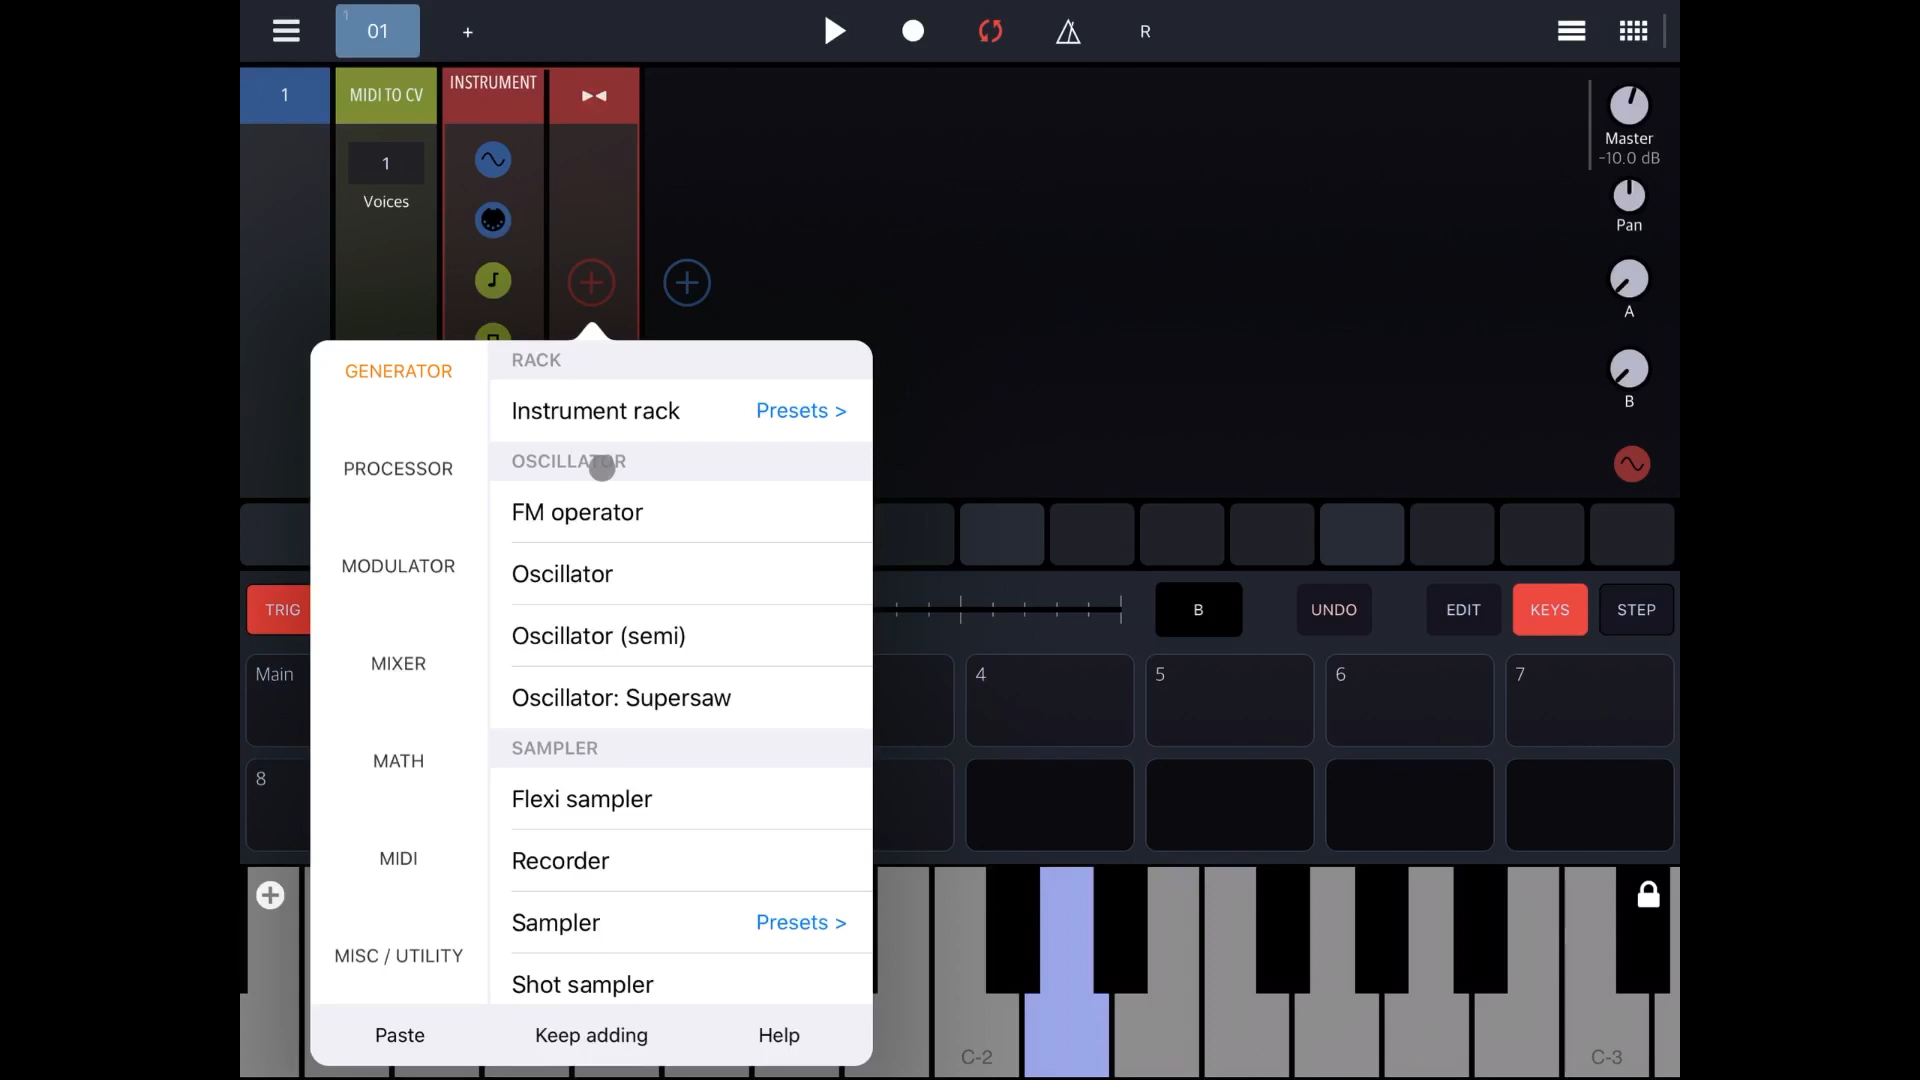 1
01
+
R
1
MIDI TO CV
INSTRUMENT
1
Voices
Master
-10.0 dB
Pan
A
B
GENERATOR
PROCESSOR
MODULATOR
MIXER
MATH
MIDI
MISC / UTILITY
RACK
Instrument rack
Presets >
OSCILLATOR
FM operator
Oscillator
Oscillator (semi)
Oscillator: Supersaw
SAMPLER
Flexi sampler
Recorder
Sampler
Presets >
Shot sampler
Paste
Keep adding
Help
TRIG
B
UNDO
EDIT
KEYS
STEP
Main
4
5
6
7
8
C-2
C-3